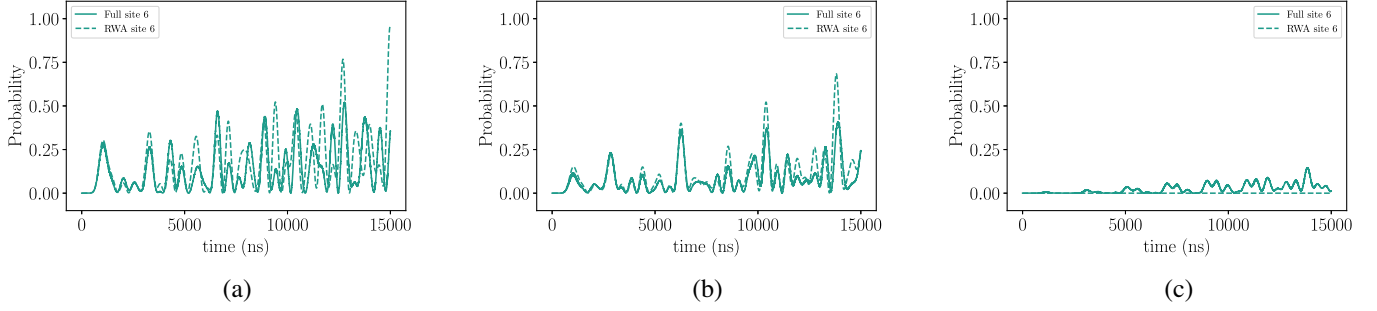 Full site 6
RWA site 6
1.00
0.75
0.50
0.25
0.00
Probability
0
5000
10000
15000
time (ns)
(a)
Full site 6
RWA site 6
1.00
0.75
0.50
0.25
0.00
Probability
0
5000
10000
15000
time (ns)
(b)
Full site 6
RWA site 6
1.00
0.75
0.50
0.25
0.00
Probability
0
5000
10000
15000
time (ns)
(c)